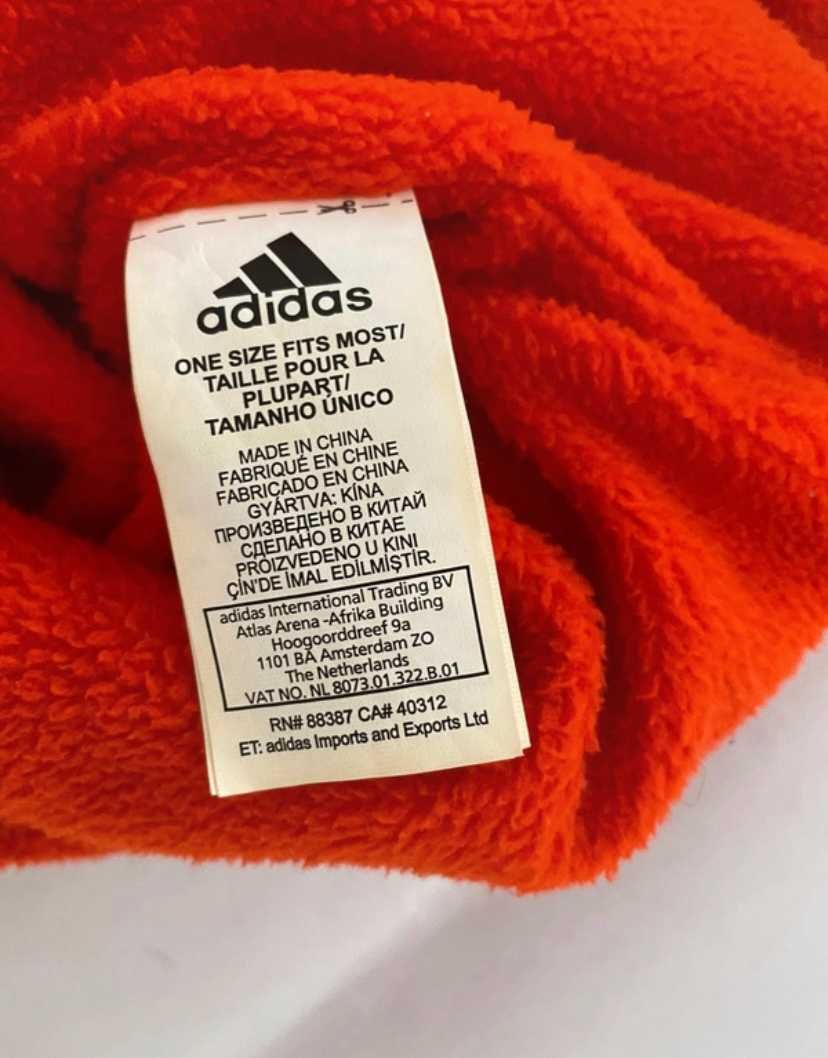 adidas
ONE SIZE FITS MOST/
TAILLE POUR LA
PLUPART/
TAMANHO ÚNICO
MADE IN CHINA
FABRIQUÉ EN CHINE
FABRICADO EN CHINA
GYÁRTVA: KÍNA
ПРОИЗВЕДЕНО В КИТАЙ
СДЕЛАНО В КИТАЕ
PROIZVEDENO U KINI
ÇİN'DE İMAL EDİLMİŞTİR.
adidas International Trading BV
Atlas Arena -Afrika Building
Hoogoorddreef 9a
1101 BA Amsterdam ZO
The Netherlands
VAT NO. NL 8073.01.322.B.01
RN# 88387 CA# 40312
ET: adidas Imports and Exports Ltd